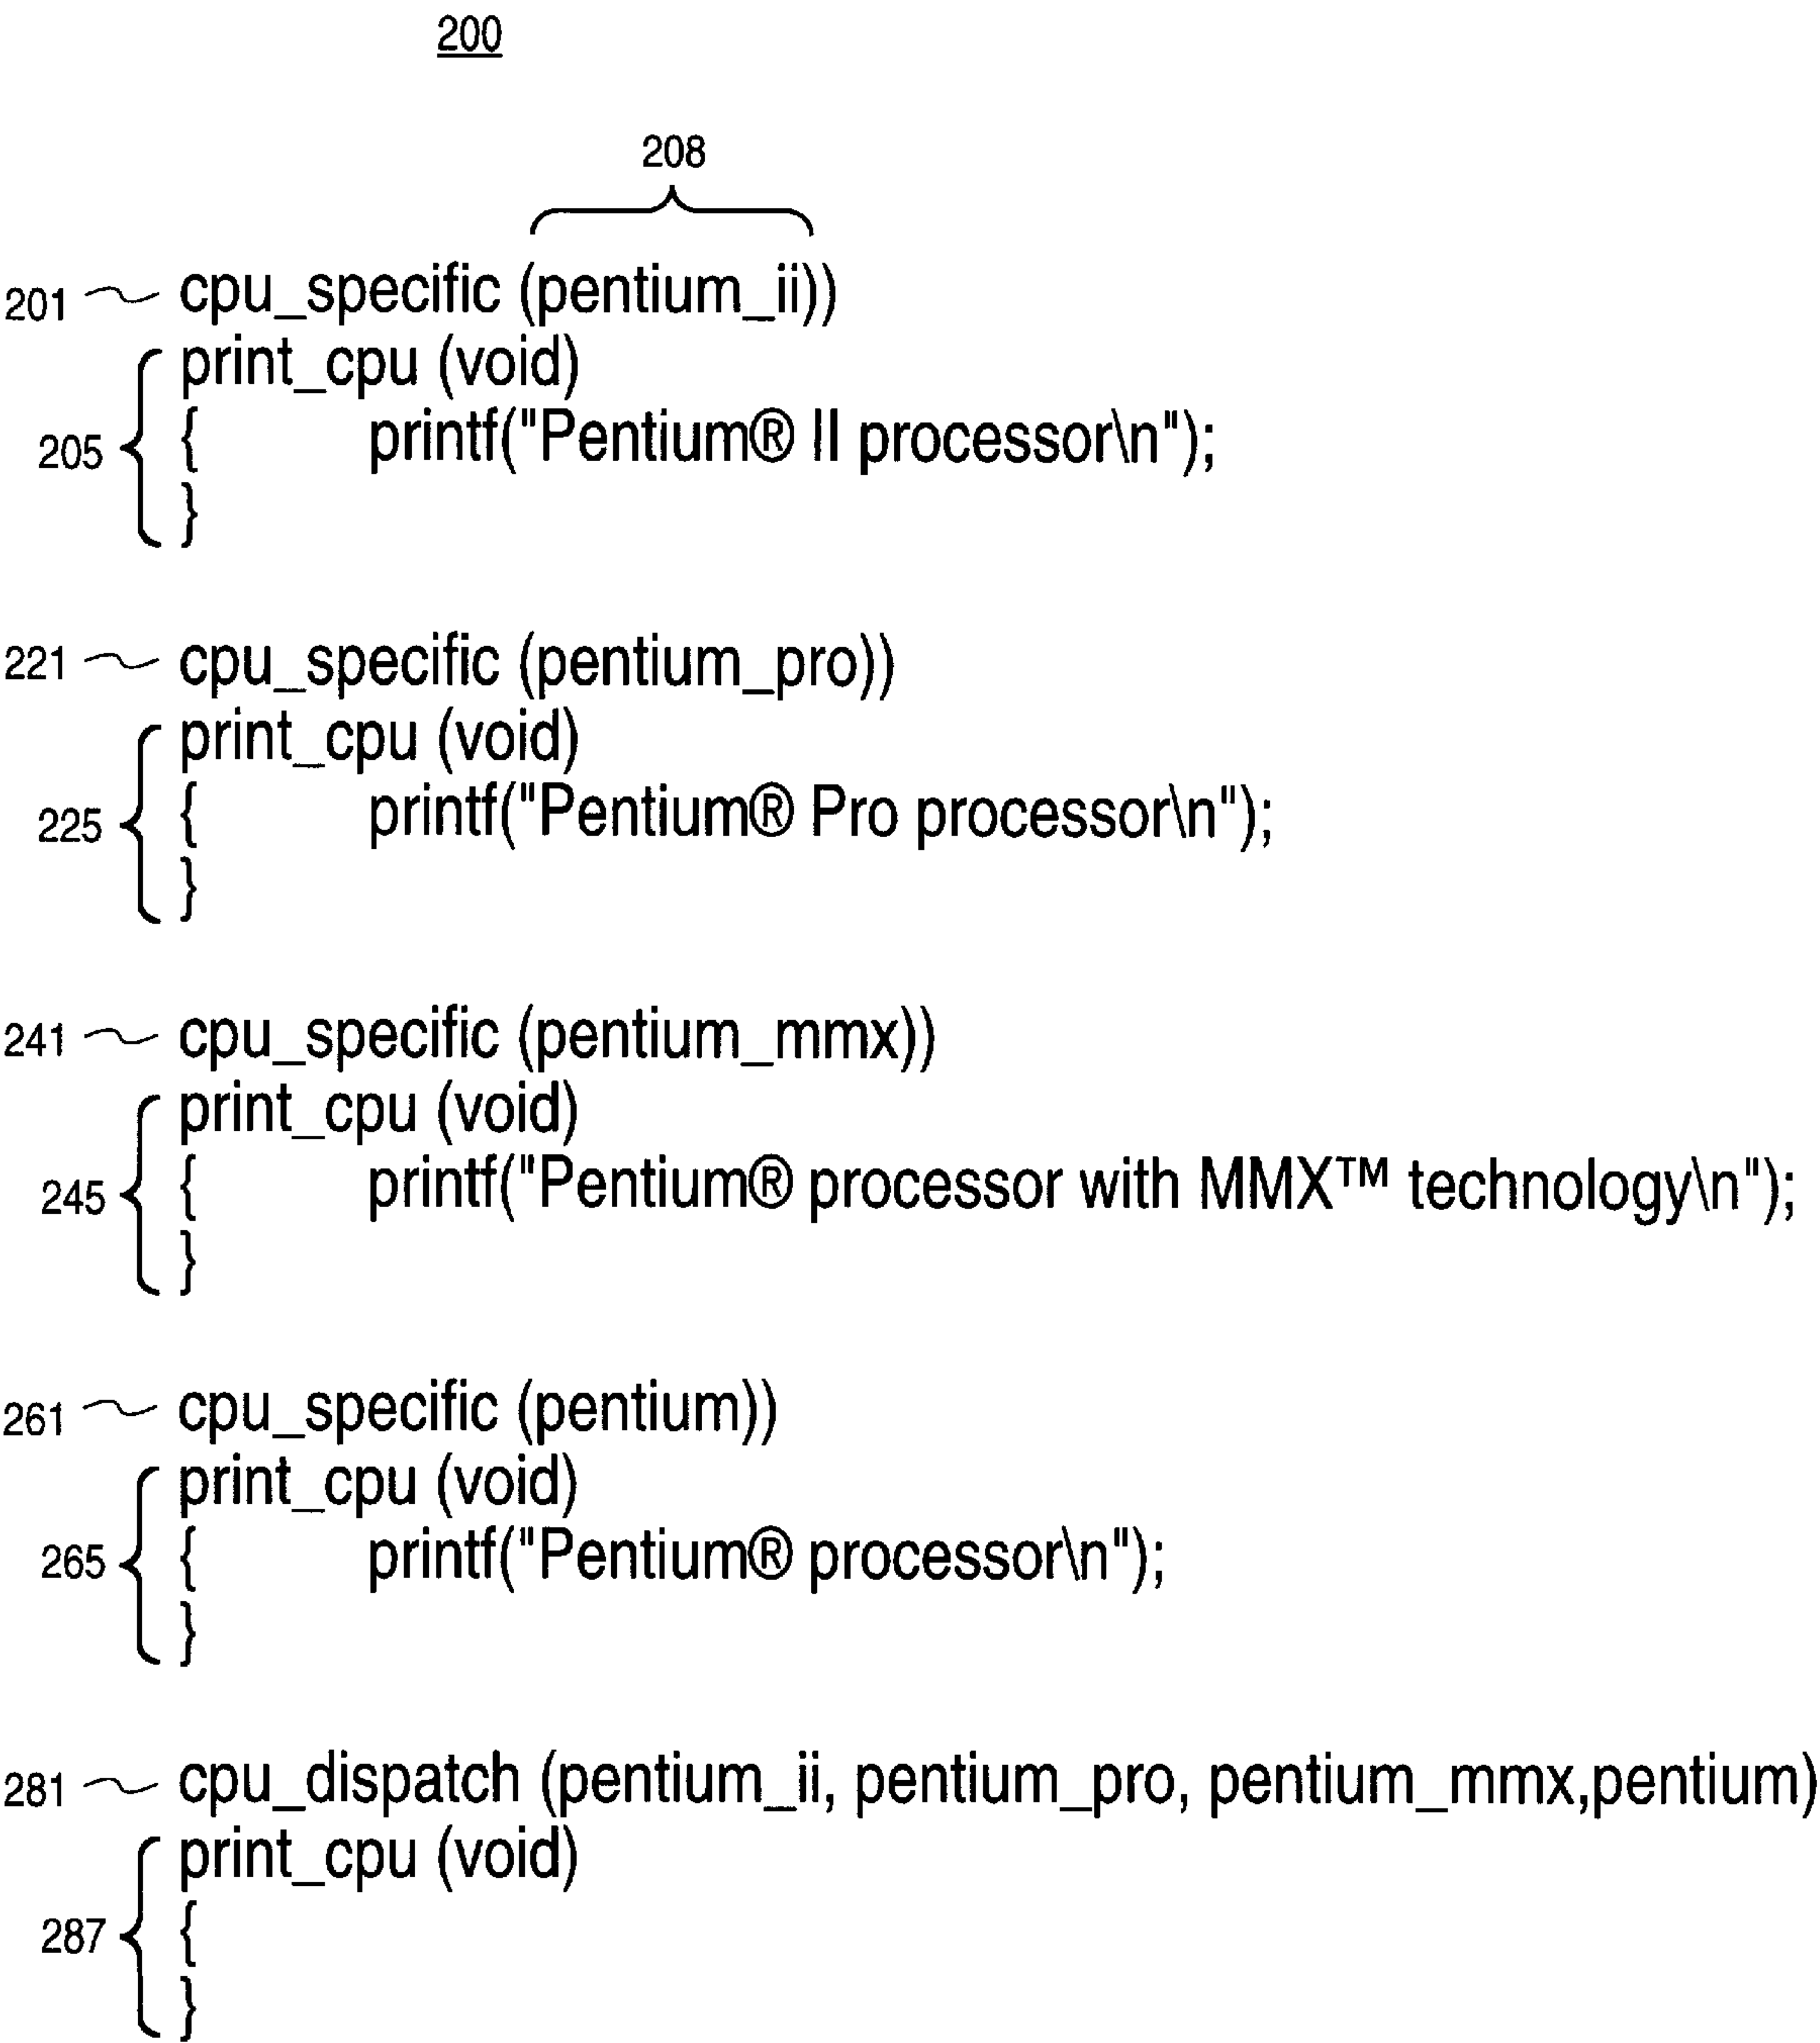 200
208
201 cpu_specific (pentium_ii))
print_cpu (void)
205 { printf("Pentium® II processor\n");
}
221 cpu_specific (pentium_pro))
print_cpu (void)
225 { printf("Pentium® Pro processor\n");
}
241 cpu_specific (pentium_mmx))
print_cpu (void)
245 { printf("Pentium® processor with MMX™ technology\n");
}
261 cpu_specific (pentium))
print_cpu (void)
265 { printf("Pentium® processor\n");
}
281 cpu_dispatch (pentium_ii, pentium_pro, pentium_mmx,pentium)
print_cpu (void)
287 {
}